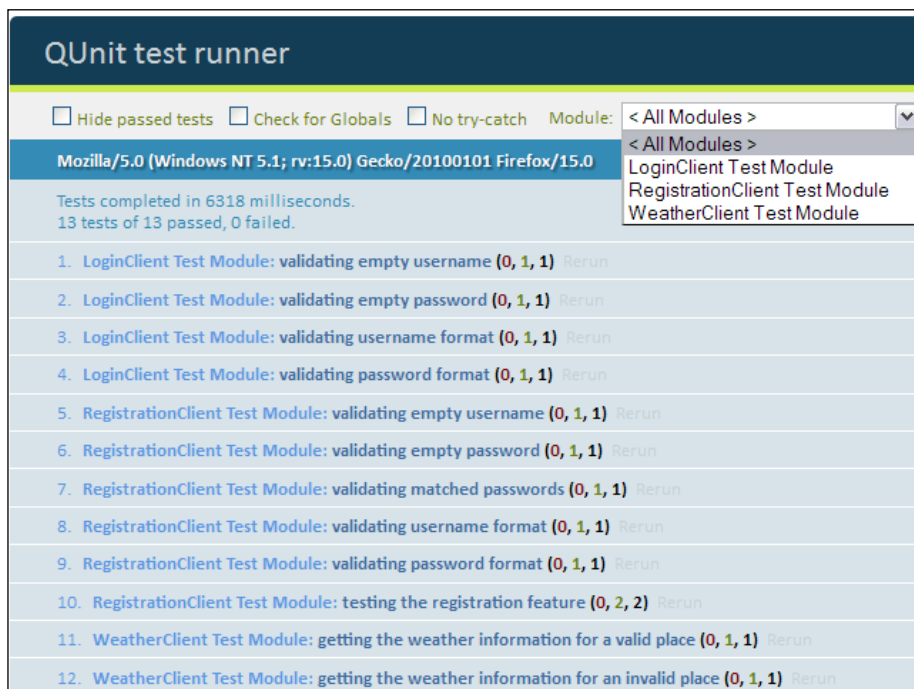 QUnit test runner
Hide passed tests Check for Globals No try-catch Module: < All Modules >
< All Modules >
LoginClient Test Module
RegistrationClient Test Module
WeatherClient Test Module
Mozilla/5.0 (Windows NT 5.1; rv:15.0) Gecko/20100101 Firefox/15.0
Tests completed in 6318 milliseconds.
13 tests of 13 passed, 0 failed.
1. LoginClient Test Module: validating empty username (0, 1, 1) Rerun
2. LoginClient Test Module: validating empty password (0, 1, 1) Rerun
3. LoginClient Test Module: validating username format (0, 1, 1) Rerun
4. LoginClient Test Module: validating password format (0, 1, 1) Rerun
5. RegistrationClient Test Module: validating empty username (0, 1, 1) Rerun
6. RegistrationClient Test Module: validating empty password (0, 1, 1) Rerun
7. RegistrationClient Test Module: validating matched passwords (0, 1, 1) Rerun
8. RegistrationClient Test Module: validating username format (0, 1, 1) Rerun
9. RegistrationClient Test Module: validating password format (0, 1, 1) Rerun
10. RegistrationClient Test Module: testing the registration feature (0, 2, 2) Rerun
11. WeatherClient Test Module: getting the weather information for a valid place (0, 1, 1) Rerun
12. WeatherClient Test Module: getting the weather information for an invalid place (0, 1, 1) Rerun